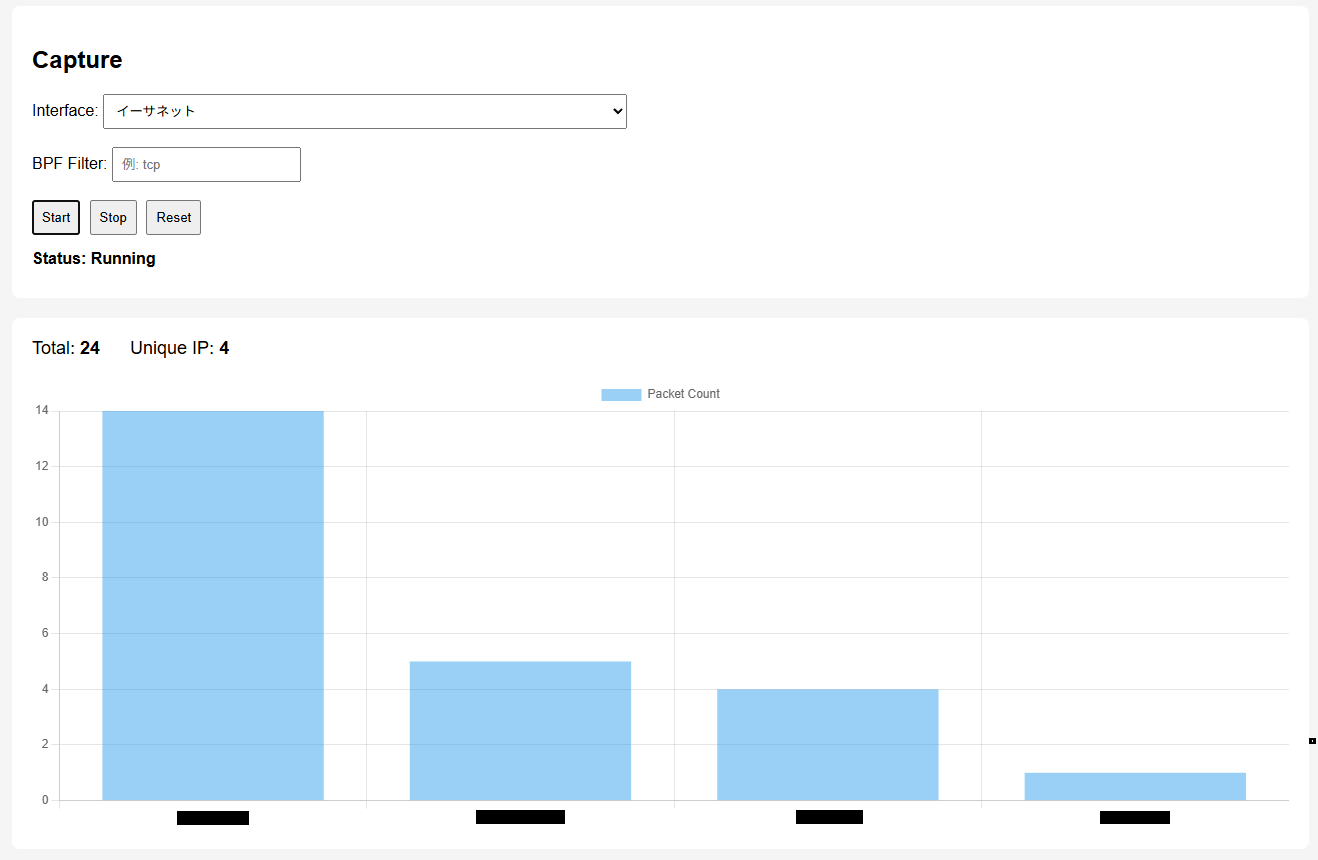 Capture
Interface: イーサネット
BPF Filter: 例: tcp
Start Stop Reset
Status: Running
Total: 24 Unique IP: 4
Packet Count
14
12
10
8
6
4
2
0